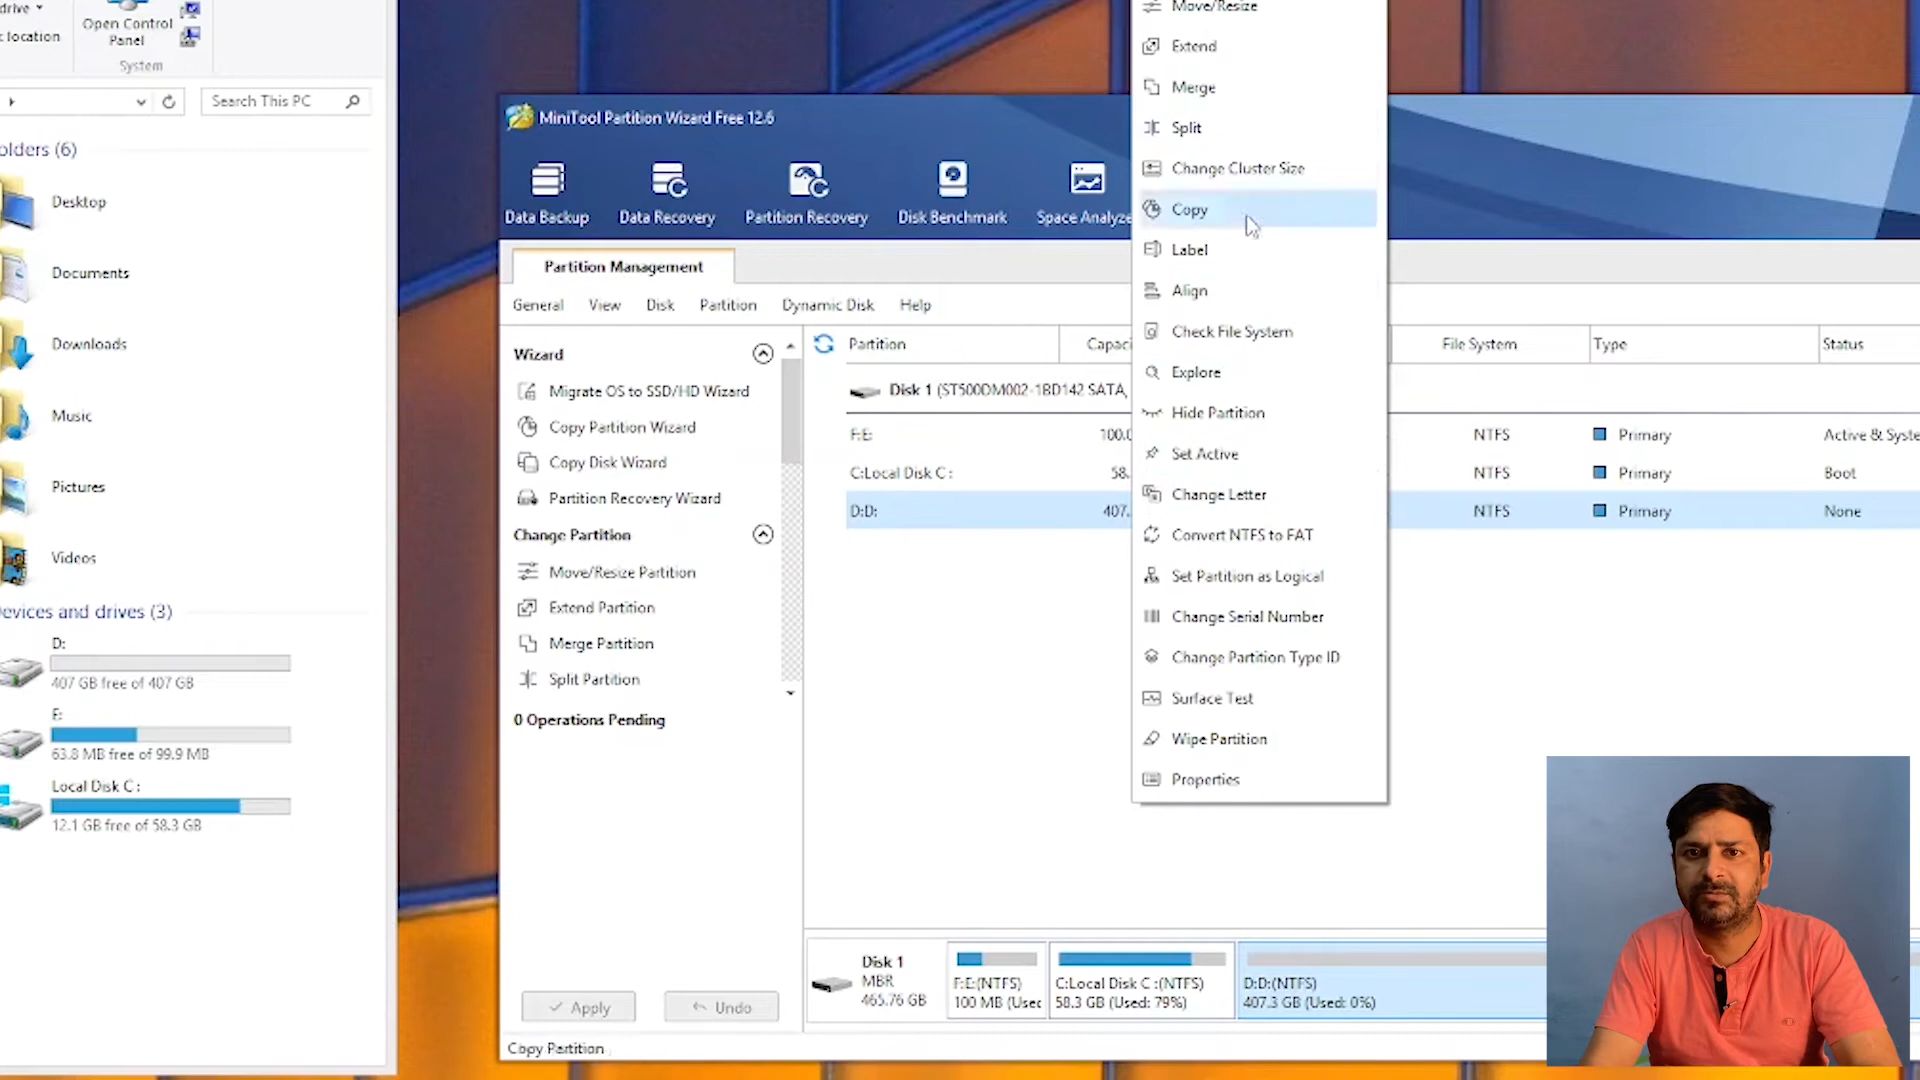 drive
Open Control
Panel
location
System
Search This PC
olders (6)
Desktop
Documents
Downloads
Music
Pictures
Videos
evices and drives (3)
D:
407 GB free of 407 GB
E:
63.8 MB free of 99.9 MB
Local Disk C :
12.1 GB free of 58.3 GB
MiniTool Partition Wizard Free 12.6
Data Backup
Data Recovery
Partition Recovery
Disk Benchmark
Space Analyze
Partition Management
General View Disk Partition Dynamic Disk Help
Wizard
Migrate OS to SSD/HD Wizard
Copy Partition Wizard
Copy Disk Wizard
Partition Recovery Wizard
Change Partition
Move/Resize Partition
Extend Partition
Merge Partition
Split Partition
0 Operations Pending
Apply Undo
Copy Partition
Partition Capaci File System Type Status
Disk 1 (ST500DM002-1BD142 SATA,
F:E: 100.0 NTFS Primary Active & Syste
C:Local Disk C : 58. NTFS Primary Boot
D:D: 407. NTFS Primary None
Move/Resize
Extend
Merge
Split
Change Cluster Size
Copy
Label
Align
Check File System
Explore
Hide Partition
Set Active
Change Letter
Convert NTFS to FAT
Set Partition as Logical
Change Serial Number
Change Partition Type ID
Surface Test
Wipe Partition
Properties
Disk 1
MBR
465.76 GB
F:E:(NTFS)
100 MB (Used
C:Local Disk C :(NTFS)
58.3 GB (Used: 79%)
D:D:(NTFS)
407.3 GB (Used: 0%)